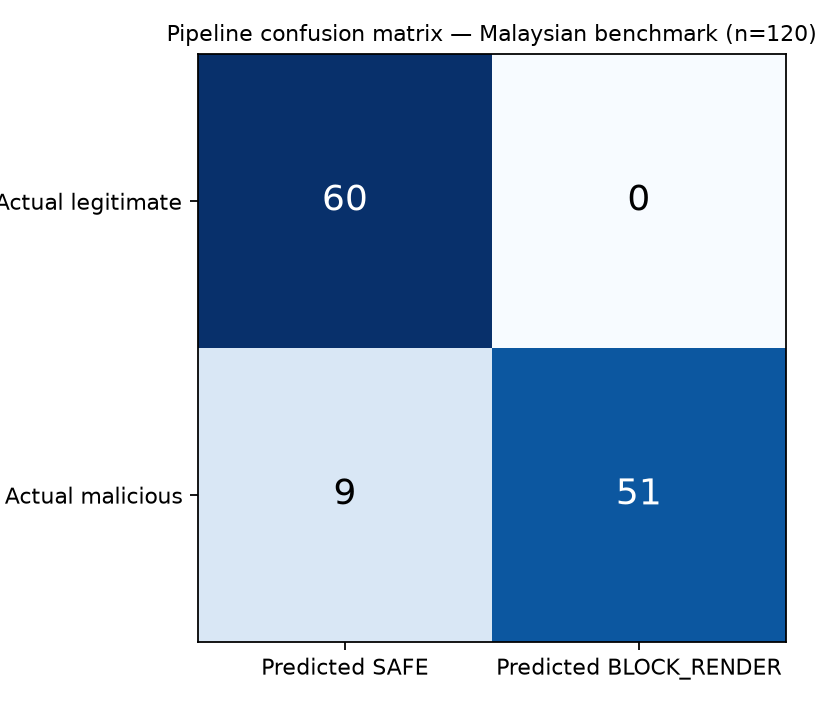 Pipeline confusion matrix — Malaysian benchmark (n=120)
Actual legitimate
60
0
Actual malicious
9
51
Predicted SAFE
Predicted BLOCK_RENDER